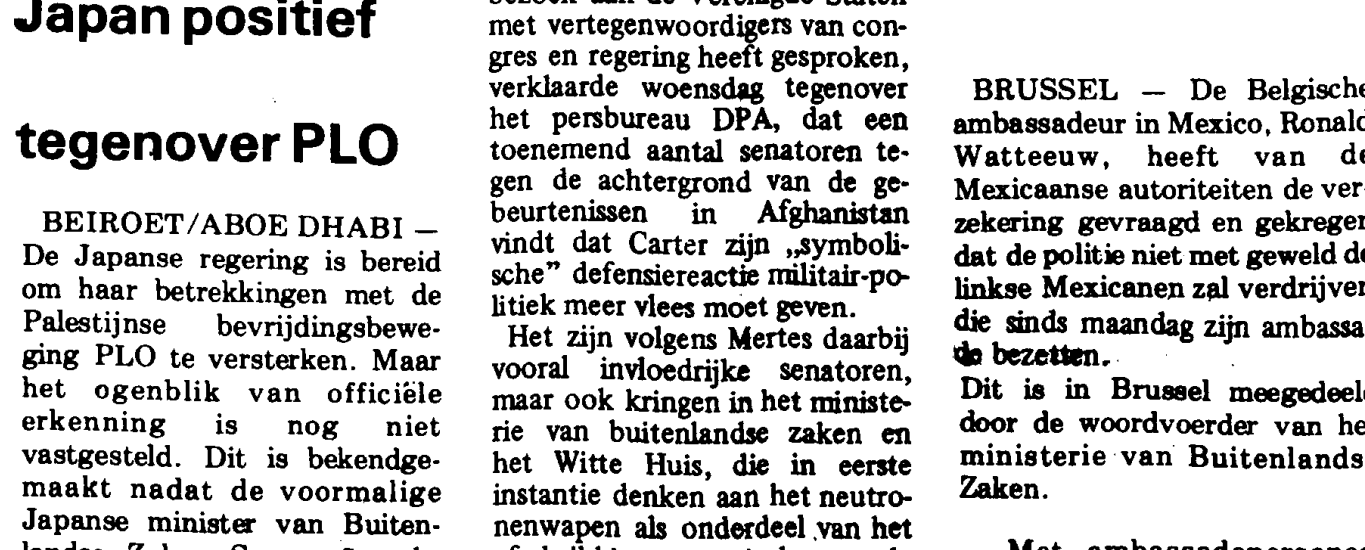 Japan positief
tegenover PLO
BEIROET/ABOE DHABI —
De Japanse regering is bereid
om haar betrekkingen met de
Palestijnse bevrijdingsbewe-
ging PLO te versterken. Maar
het ogenblik van officiële
erkenning is nog niet
vastgesteld. Dit is bekendge-
maakt nadat de voormalige
Japanse minister van Buiten-
met vertegenwoordigers van con-
gres en regering heeft gesproken,
verklaarde woensdag tegenover
het persbureau DPA, dat een
toenemend aantal senatoren te-
gen de achtergrond van de ge-
beurtenissen in Afghanistan
vindt dat Carter zijn „symboli-
sche” defensiereactie militair-po-
litiek meer vlees moet geven.
Het zijn volgens Mertes daarbij
vooral invloedrijke senatoren,
maar ook kringen in het ministe-
rie van buitenlandse zaken en
het Witte Huis, die in eerste
instantie denken aan het neutro-
nenwapen als onderdeel van het
BRUSSEL — De Belgische
ambassadeur in Mexico, Ronald
Watteeuw, heeft van de
Mexicaanse autoriteiten de ver-
zekering gevraagd en gekregen
dat de politie niet met geweld de
linkse Mexicanen zal verdrijven
die sinds maandag zijn ambassa-
de bezetten.
Dit is in Brussel meegedeeld
door de woordvoerder van het
ministerie van Buitenlands
Zaken.
Met ambassadepersonee